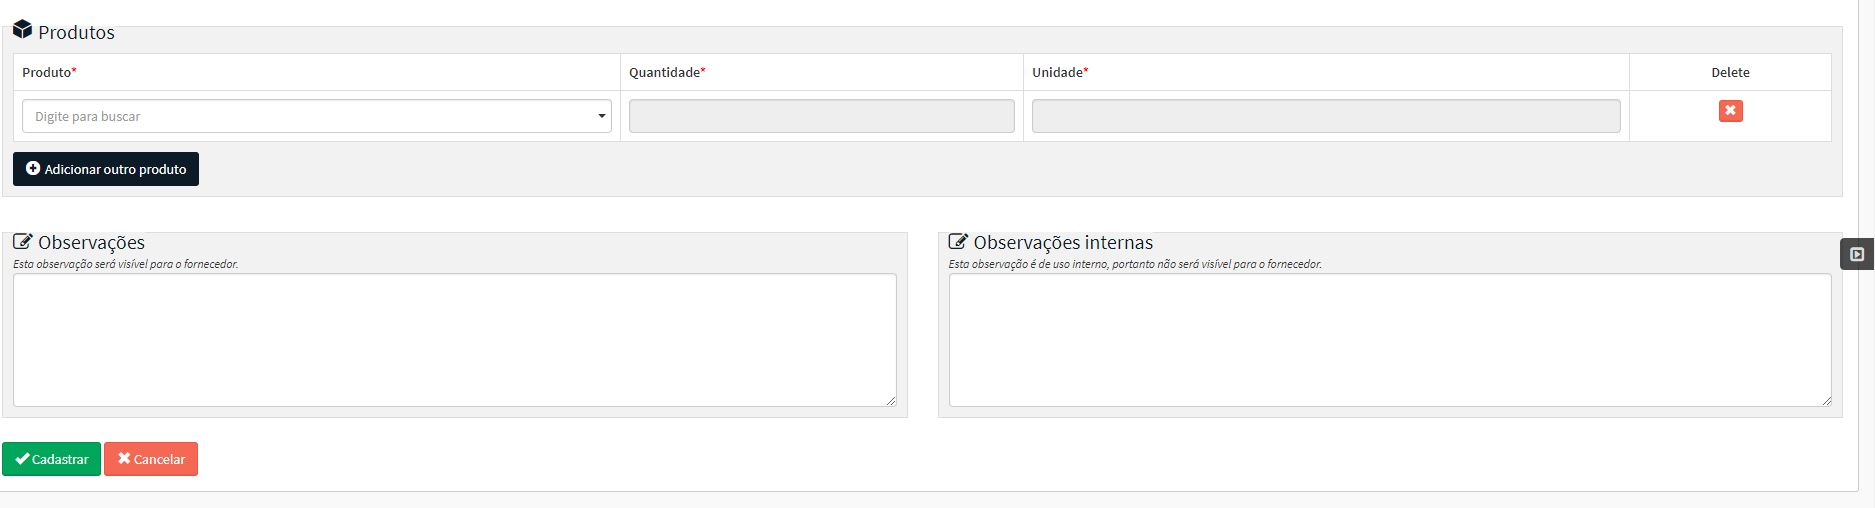 Produtos
Produto* Quantidade* Unidade* Delete
Digite para buscar
Adicionar outro produto
Observações
Esta observação será visível para o fornecedor.
Observações internas
Esta observação é de uso interno, portanto não será visível para o fornecedor.
Cadastrar Cancelar